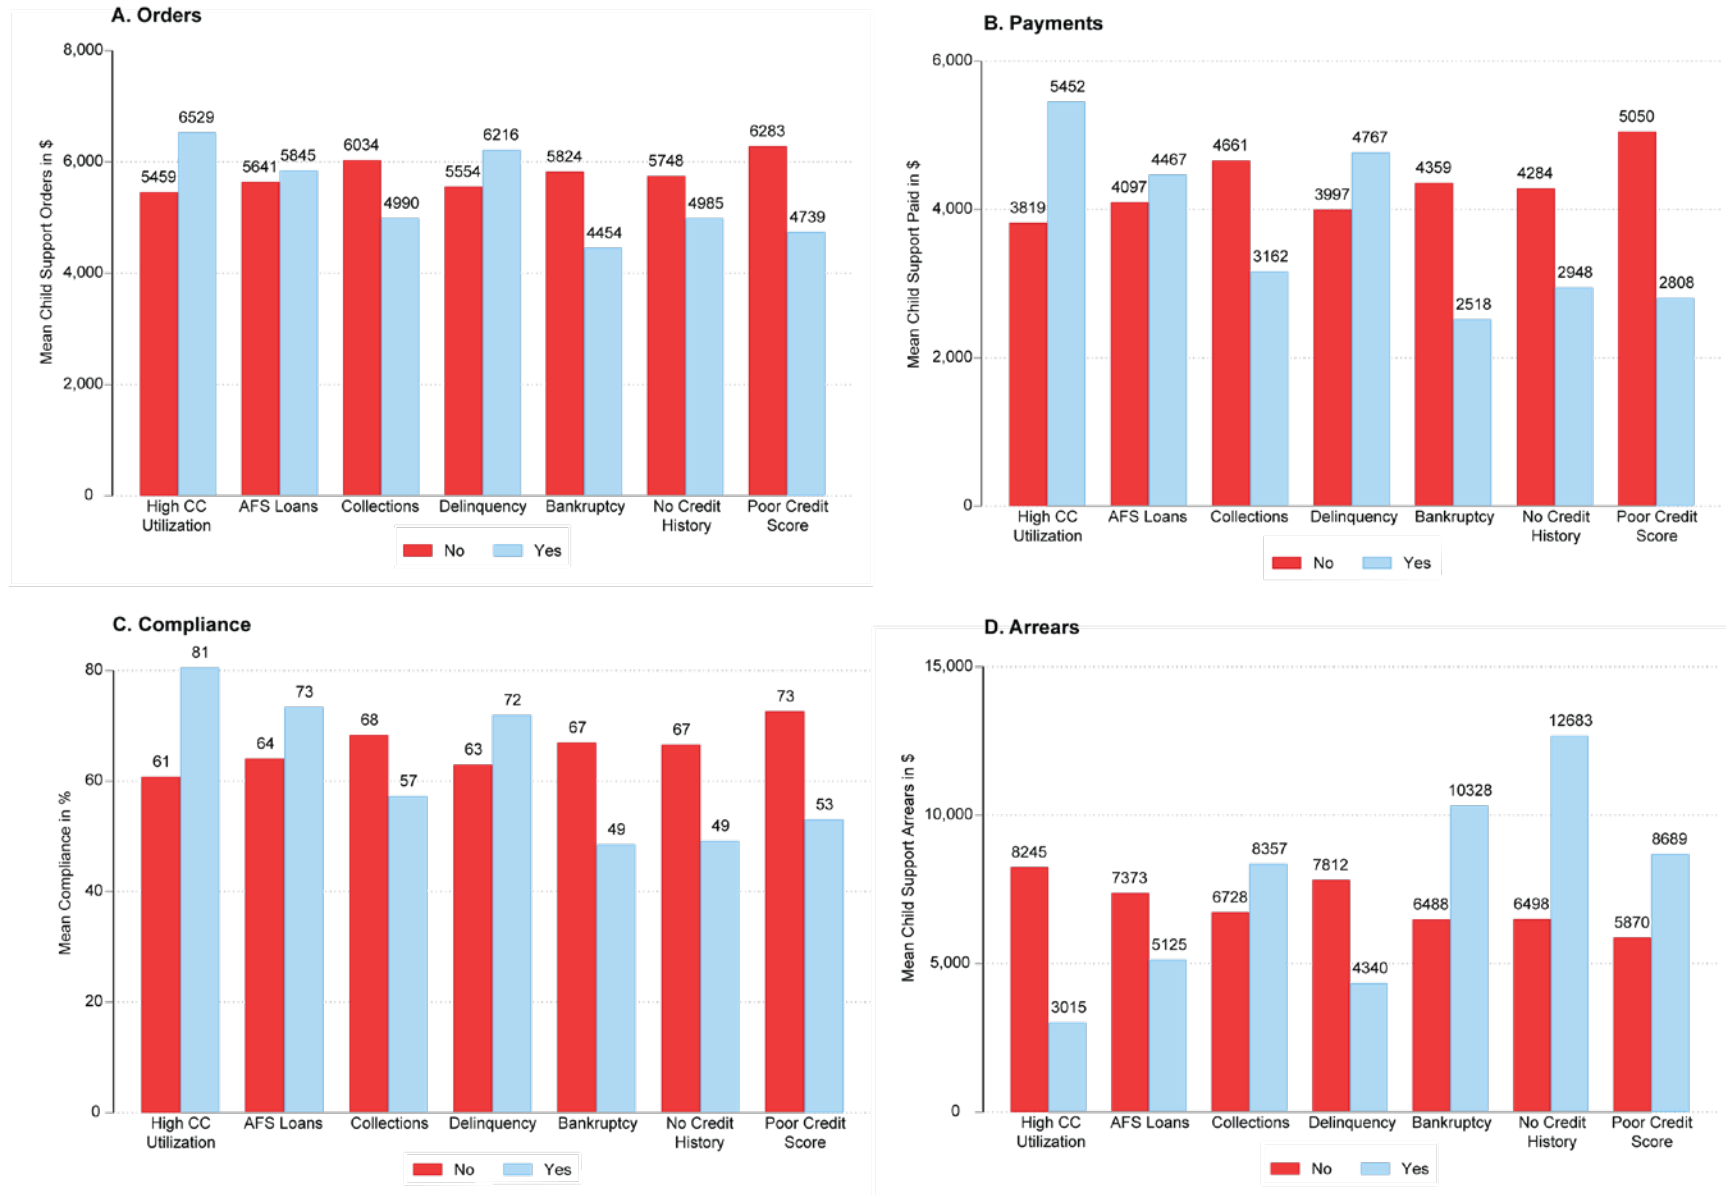 A. Orders
8,000
6,000
4,000
2,000
0
Mean Child Support Orders in $
5459 6529 5641 5845 6034 4990 5554 6216 5824 4454 5748 4985 6283 4739
High CC AFS Loans Collections Delinquency Bankruptcy No Credit Poor Credit
Utilization History Score
No Yes
B. Payments
6,000
4,000
2,000
0
Mean Child Support Paid in $
3819 5452 4097 4467 4661 3162 3997 4767 4359 2518 4284 2948 5050 2808
High CC AFS Loans Collections Delinquency Bankruptcy No Credit Poor Credit
Utilization History Score
No Yes
C. Compliance
80
60
40
20
0
Mean Compliance in %
61 81 64 73 68 57 63 72 67 49 67 49 73 53
High CC AFS Loans Collections Delinquency Bankruptcy No Credit Poor Credit
Utilization History Score
No Yes
D. Arrears
15,000
10,000
5,000
0
Mean Child Support Arrears in $
8245 3015 7373 5125 6728 8357 7812 4340 6488 10328 6498 12683 5870 8689
High CC AFS Loans Collections Delinquency Bankruptcy No Credit Poor Credit
Utilization History Score
No Yes